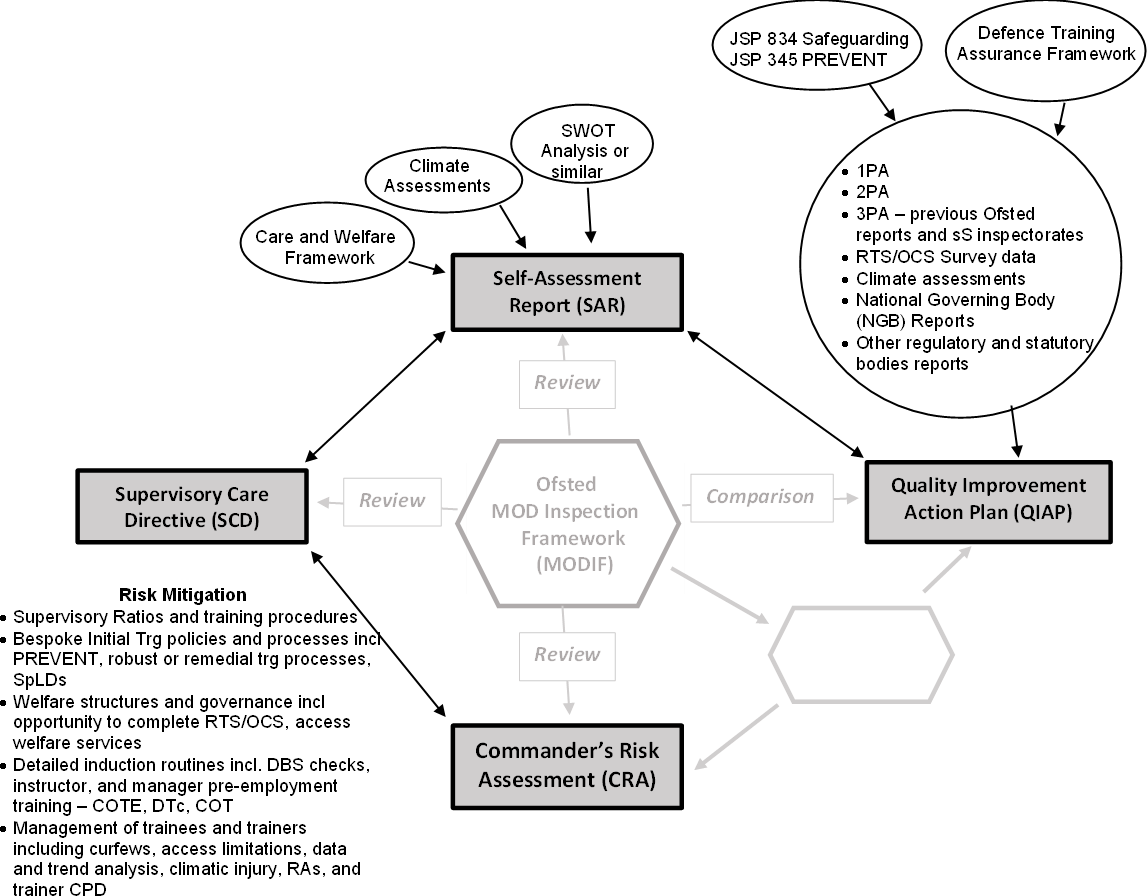 JSP 834 Safeguarding
JSP 345 PREVENT
Defence Training
Assurance Framework
SWOT
Analysis or
similar
Climate
Assessments
Care and Welfare
Framework
• 1PA
• 2PA
• 3PA – previous Ofsted
reports and sS inspectorates
• RTS/OCS Survey data
• Climate assessments
• National Governing Body
(NGB) Reports
• Other regulatory and statutory
bodies reports
Self-Assessment
Report (SAR)
Review
Supervisory Care
Directive (SCD)
Review
Ofsted
MOD Inspection
Framework
(MODIF)
Comparison
Quality Improvement
Action Plan (QIAP)
Review
Commander’s Risk
Assessment (CRA)
Risk Mitigation
• Supervisory Ratios and training procedures
• Bespoke Initial Trg policies and processes incl
PREVENT, robust or remedial trg processes,
SpLDs
• Welfare structures and governance incl
opportunity to complete RTS/OCS, access
welfare services
• Detailed induction routines incl. DBS checks,
instructor, and manager pre-employment
training – COTE, DTc, COT
• Management of trainees and trainers
including curfews, access limitations, data
and trend analysis, climatic injury, RAs, and
trainer CPD